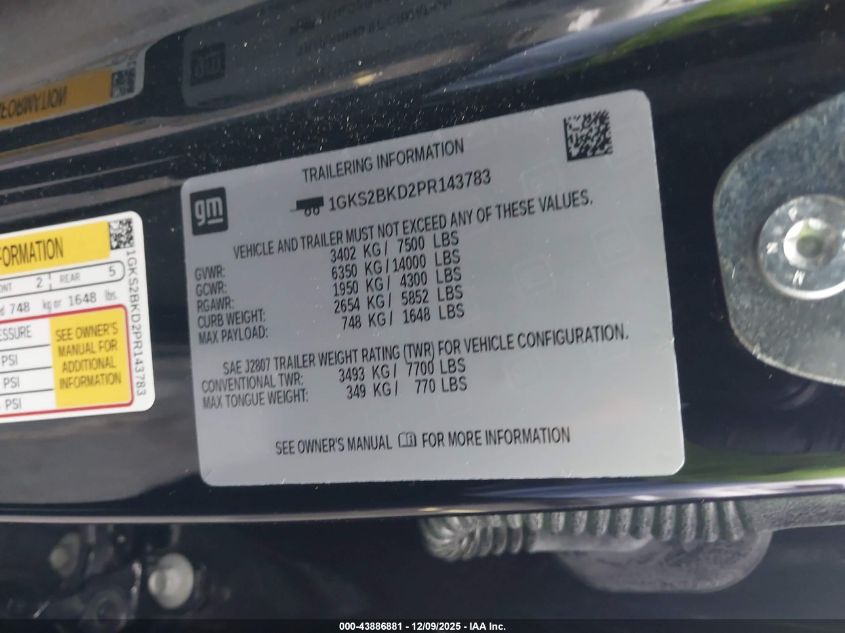 TRAILERING INFORMATION
gm
1GKS2BKD2PR143783
VEHICLE AND TRAILER MUST NOT EXCEED ANY OF THESE VALUES.
GVWR: 3402 KG / 7500 LBS
GCWR: 6350 KG / 14000 LBS
RGAWR: 1950 KG / 4300 LBS
CURB WEIGHT: 2654 KG / 5852 LBS
MAX PAYLOAD: 748 KG / 1648 LBS
SAE J2807 TRAILER WEIGHT RATING (TWR) FOR VEHICLE CONFIGURATION.
CONVENTIONAL TWR: 3493 KG / 7700 LBS
MAX TONGUE WEIGHT: 349 KG / 770 LBS
SEE OWNER'S MANUAL FOR MORE INFORMATION
2 REAR 5
748 kg or 1648 lbs.
PSI
PSI
PSI
SEE OWNER'S
MANUAL FOR
ADDITIONAL
INFORMATION
1GKS2BKD2PR143783
000-43886881 - 12/09/2025 - IAA Inc.